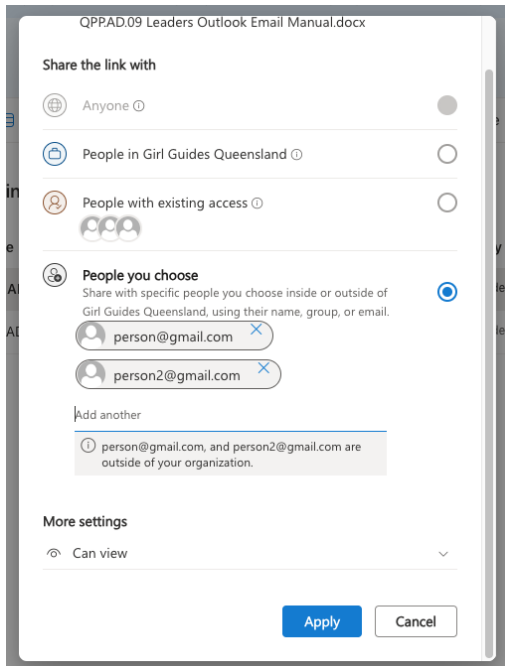 QPP.AD.09 Leaders Outlook Email Manual.docx
Share the link with
Anyone
People in Girl Guides Queensland
People with existing access
People you choose
Share with specific people you choose inside or outside of
Girl Guides Queensland, using their name, group, or email.
person@gmail.com
person2@gmail.com
Add another
person@gmail.com, and person2@gmail.com are
outside of your organization.
More settings
Can view
Apply Cancel